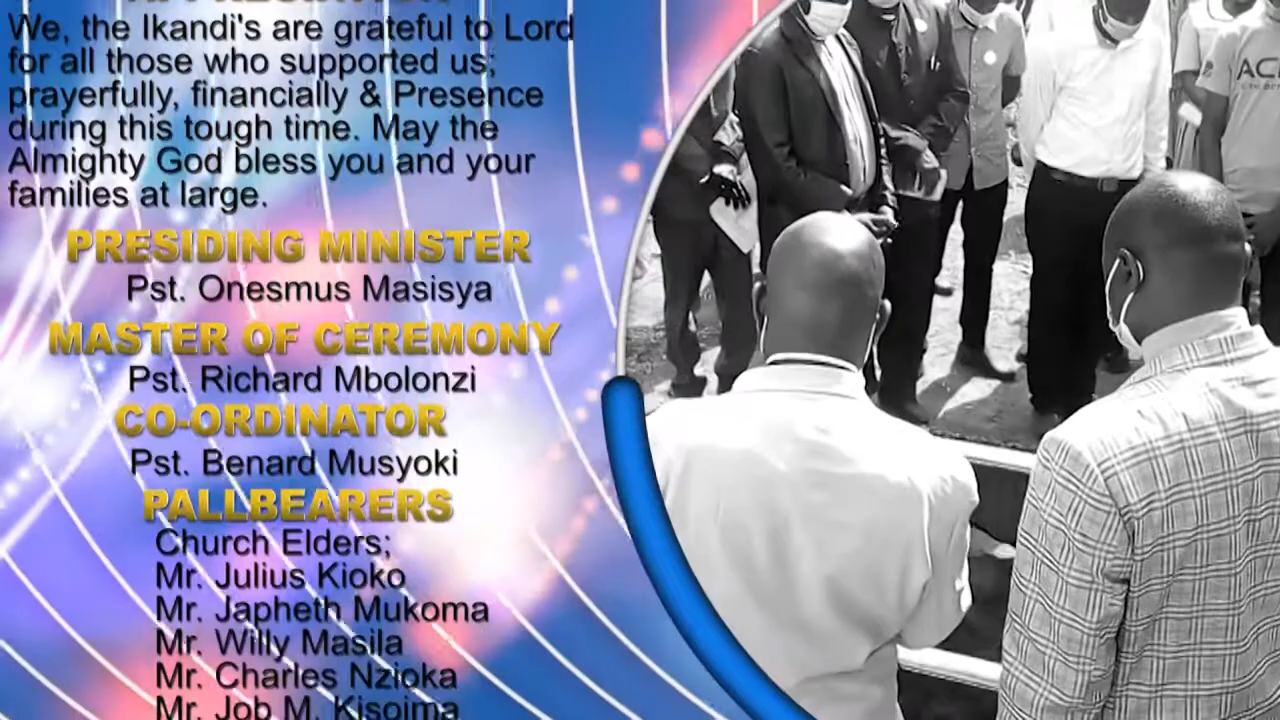 We, the Ikandi's are grateful to Lord
for all those who supported us;
prayerfully, financially & Presence
during this tough time. May the
Almighty God bless you and your
families at large.
PRESIDING MINISTER
Pst. Onesmus Masisya
MASTER OF CEREMONY
Pst. Richard Mbolonzi
CO-ORDINATOR
Pst. Benard Musyoki
PALLBEARERS
Church Elders;
Mr. Julius Kioko
Mr. Japheth Mukoma
Mr. Willy Masila
Mr. Charles Nzioka
Mr. Job M. Kisoima